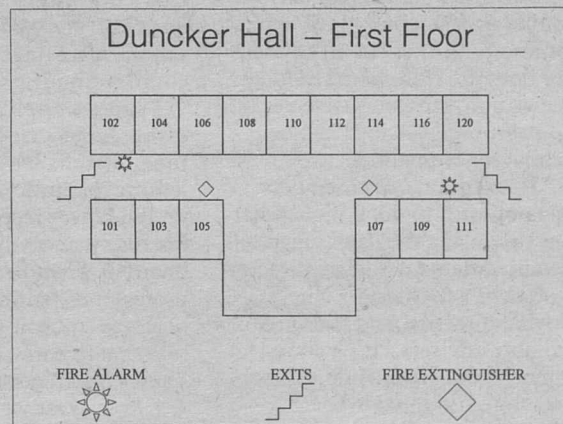 Duncker Hall – First Floor
102 104 106 108 110 112 114 116 120
101 103 105 107 109 111
FIRE ALARM EXITS FIRE EXTINGUISHER